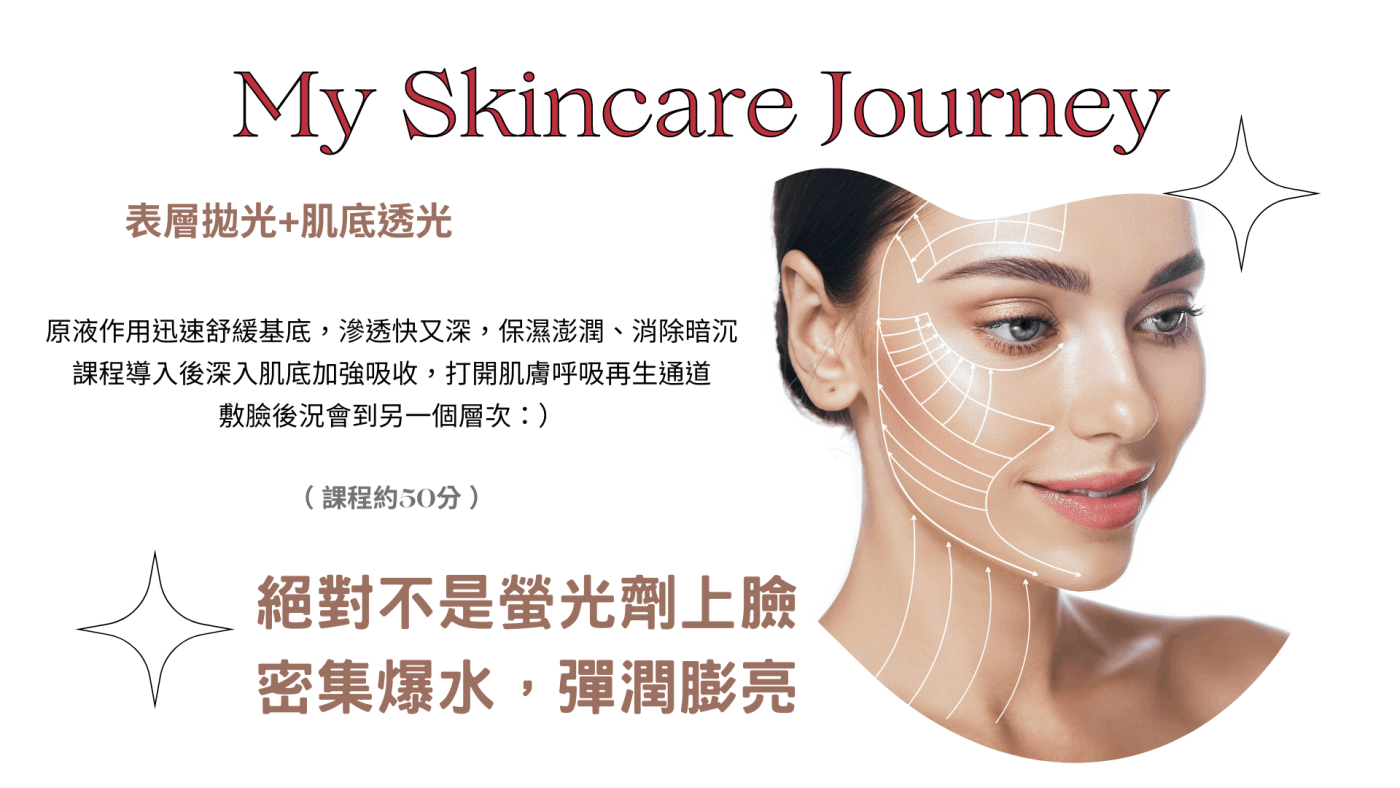 My Skincare Journey
表層拋光+肌底透光
原液作用迅速舒緩基底，滲透快又深，保濕澎潤、消除暗沉
課程導入後深入肌底加強吸收，打開肌膚呼吸再生通道
敷臉後況會到另一個層次：）
（ 課程約50分 ）
絕對不是螢光劑上臉
密集爆水，彈潤膨亮